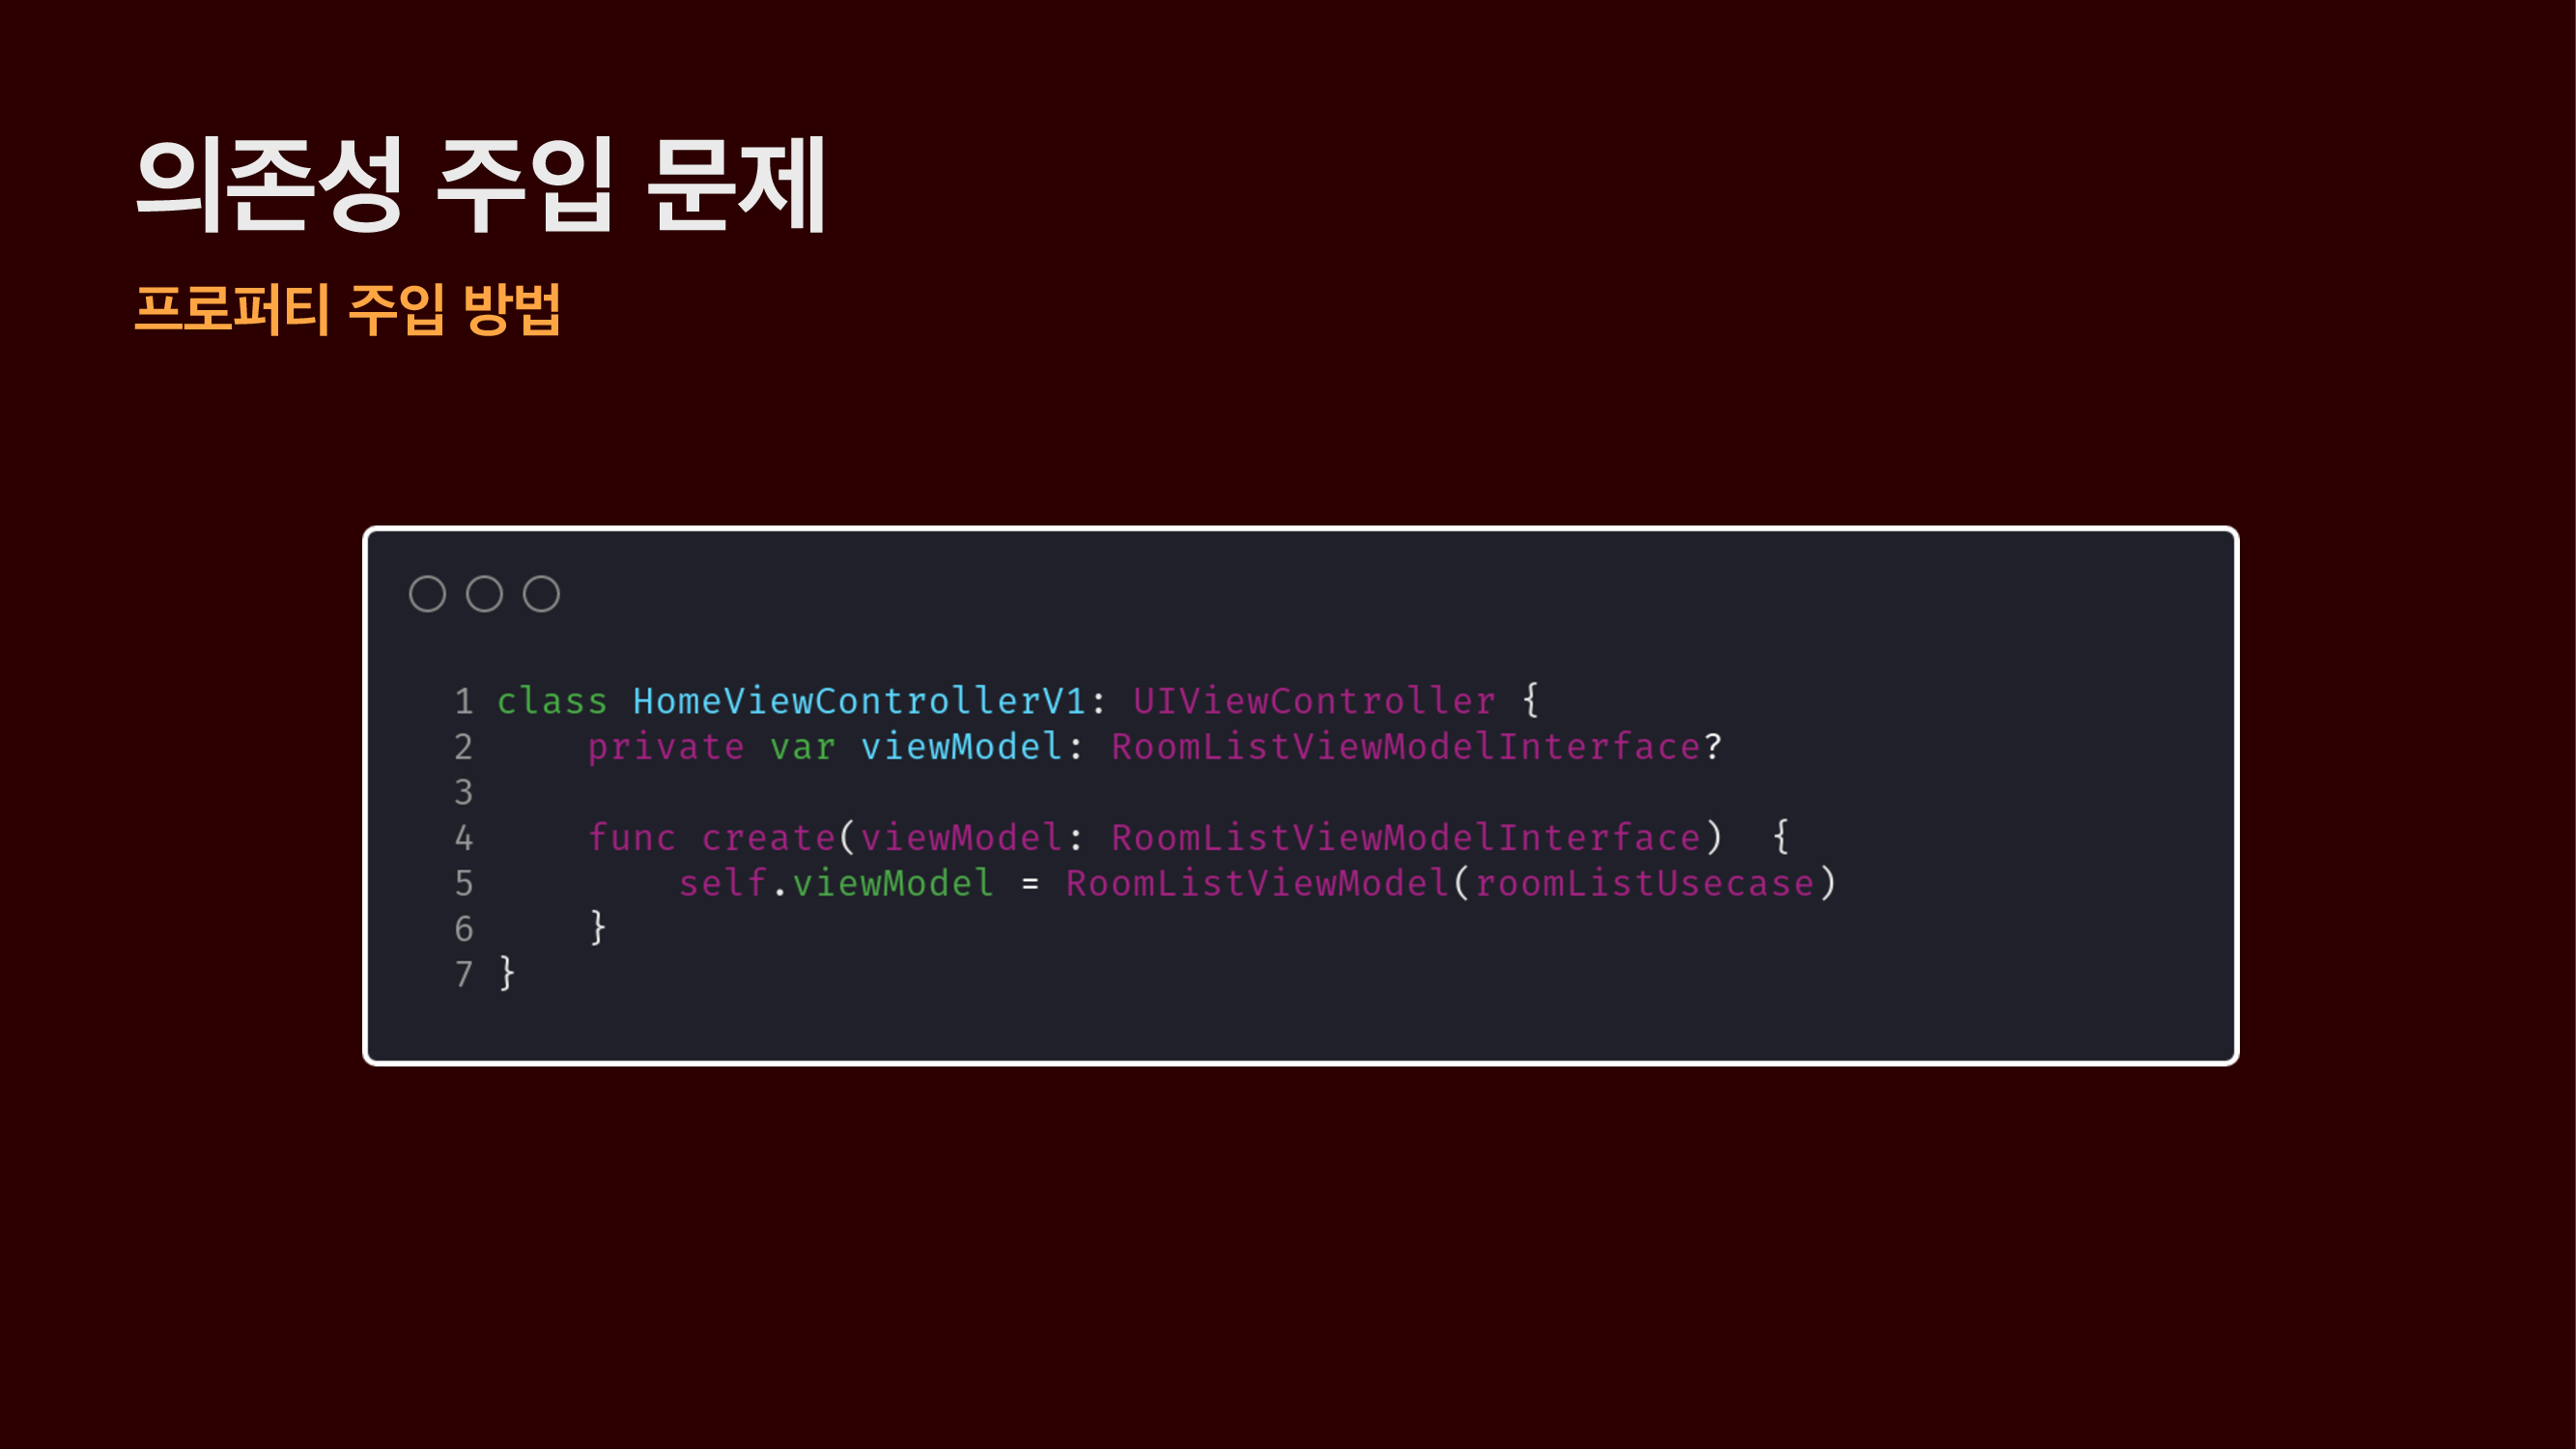 의존성 주입 문제
프로퍼티 주입 방법
1 class HomeViewControllerV1: UIViewController {
2     private var viewModel: RoomListViewModelInterface?
3
4     func create(viewModel: RoomListViewModelInterface)  {
5         self.viewModel = RoomListViewModel(roomListUsecase)
6     }
7 }